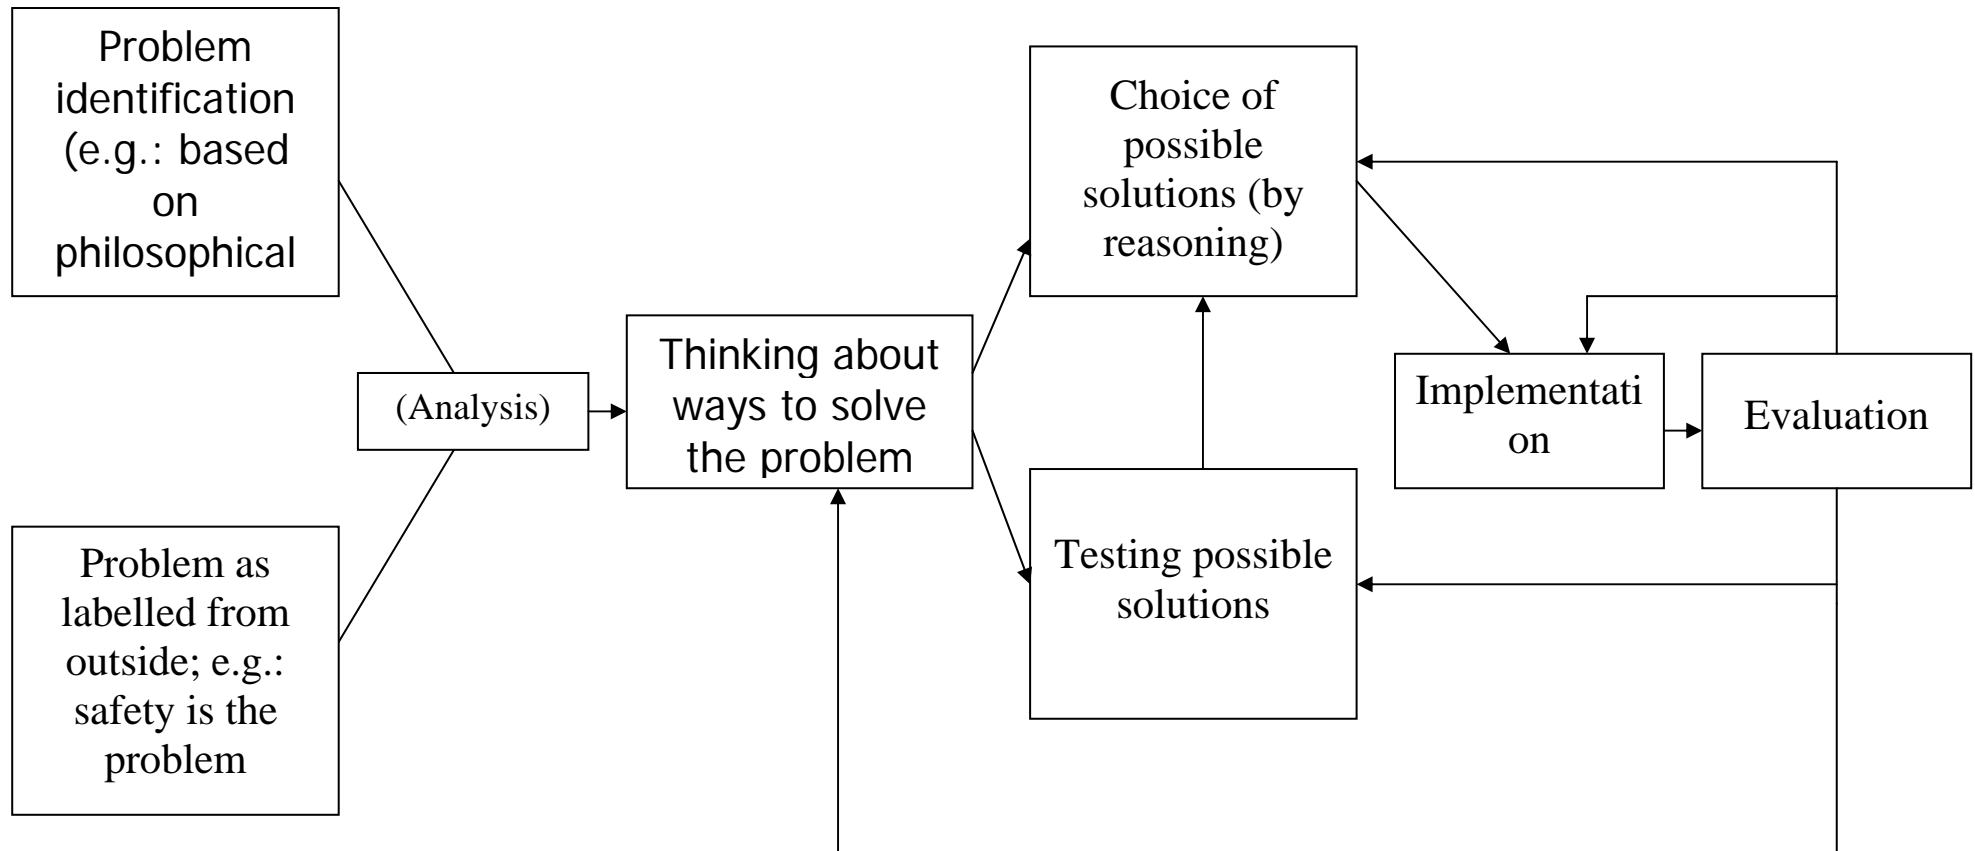 Problem
identification
(e.g.: based
on
philosophical
Problem as
labelled from
outside; e.g.:
safety is the
problem
(Analysis)
Thinking about
ways to solve
the problem
Choice of
possible
solutions (by
reasoning)
Testing possible
solutions
Implementati
on
Evaluation